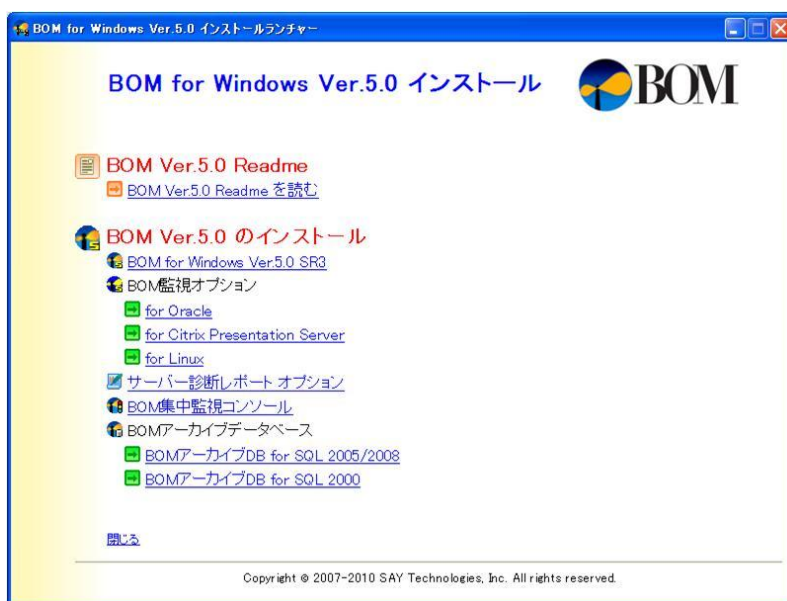 BOM for Windows Ver.5.0 インストールランチャー
BOM for Windows Ver.5.0 インストール
BOM
BOM Ver.5.0 Readme
BOM Ver.5.0 Readme を読む
BOM Ver.5.0 のインストール
BOM for Windows Ver.5.0 SR3
BOM監視オプション
for Oracle
for Citrix Presentation Server
for Linux
サーバー診断レポート オプション
BOM集中監視コンソール
BOMアーカイブデータベース
BOMアーカイブDB for SQL 2005/2008
BOMアーカイブDB for SQL 2000
閉じる
Copyright © 2007-2010 SAY Technologies, Inc. All rights reserved.